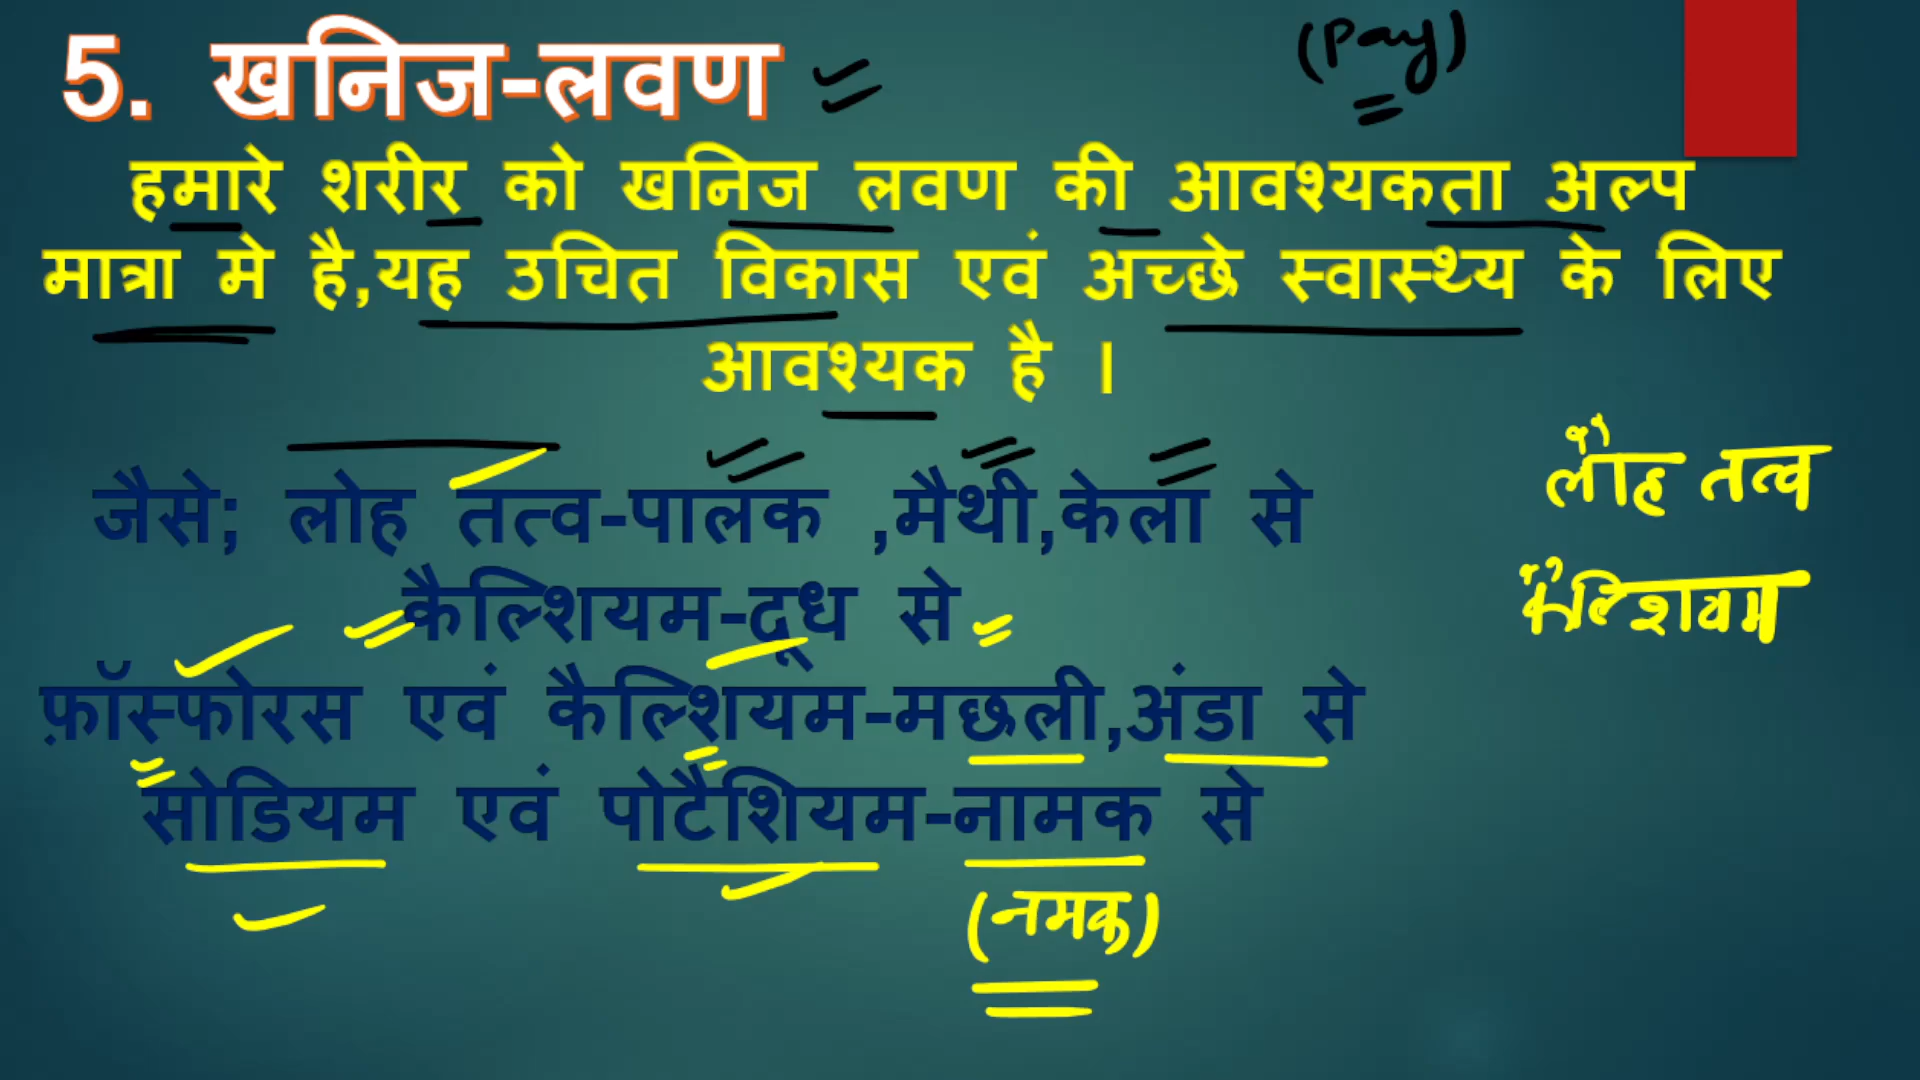 5. खनिज-लवण
(Pay)
हमारे शरीर को खनिज लवण की आवश्यकता अल्प
मात्रा मे है,यह उचित विकास एवं अच्छे स्वास्थ्य के लिए
आवश्यक है ।
जैसे; लोह तत्व-पालक ,मैथी,केला से
लौह तत्व
कैल्शियम-दूध से
कैल्शियम
फ़ॉस्फोरस एवं कैल्शियम-मछली,अंडा से
सोडियम एवं पोटैशियम-नामक से
(नमक)